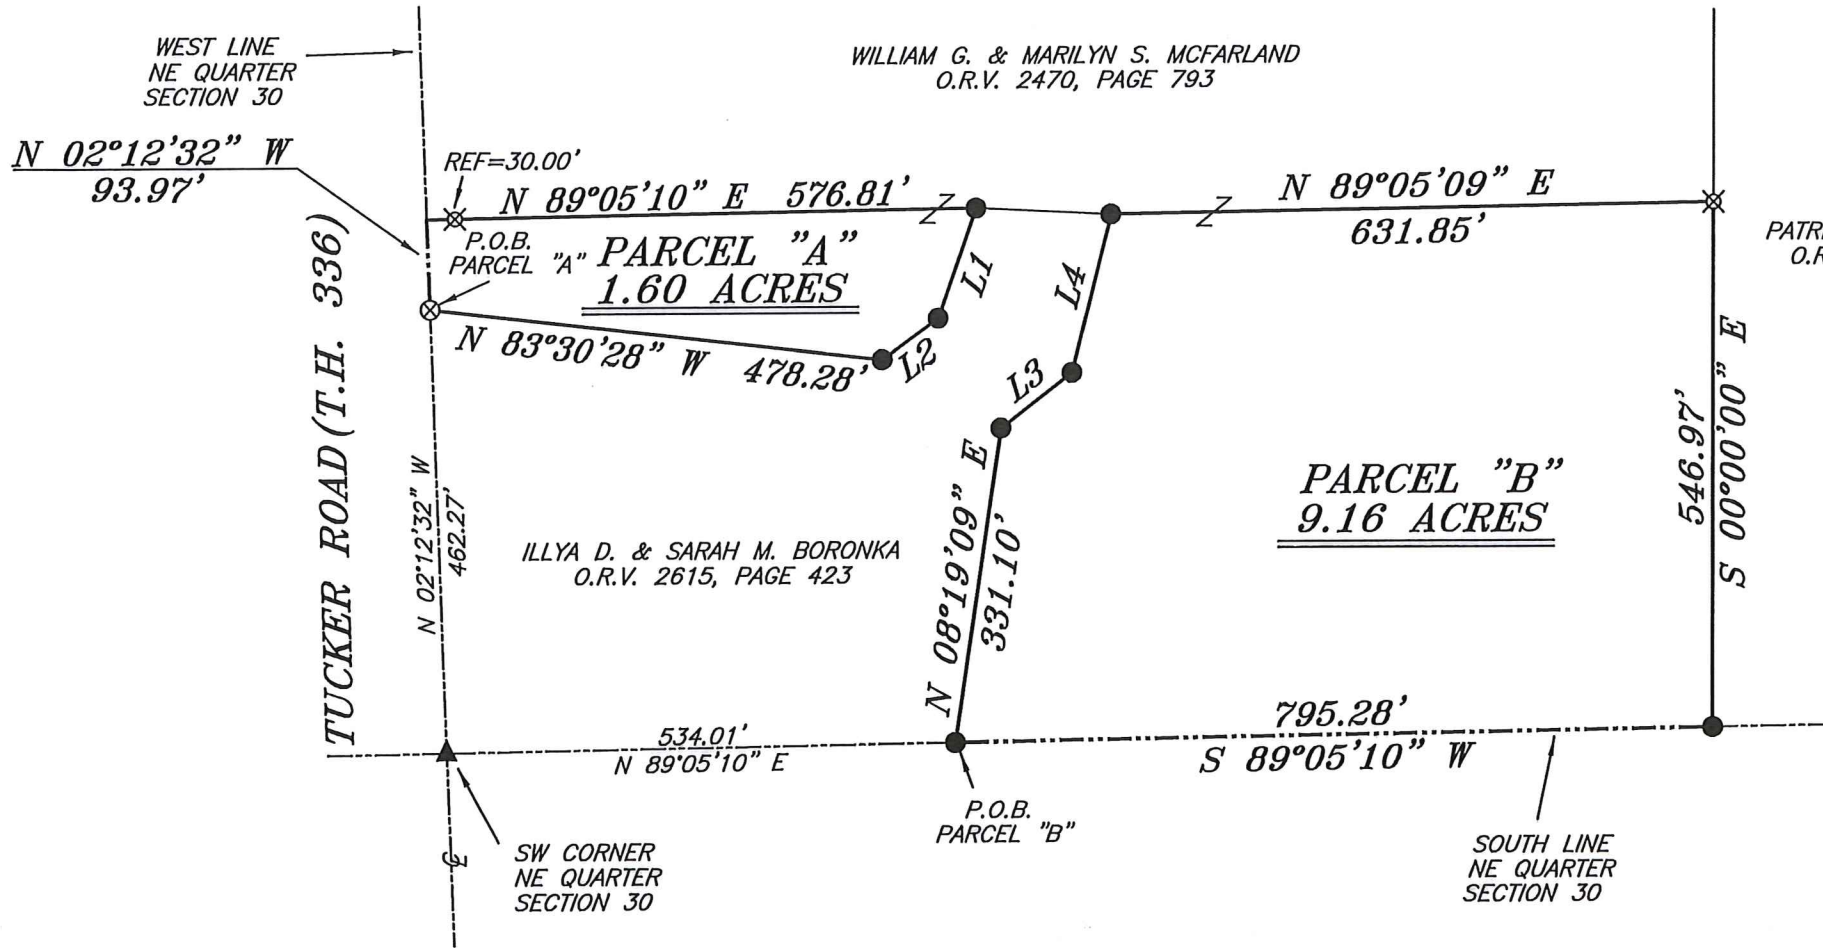 WEST LINE
NE QUARTER
SECTION 30
WILLIAM G. & MARILYN S. MCFARLAND
O.R.V. 2470, PAGE 793
N 02°12'32" W
93.97'
REF=30.00'
N 89°05'10" E 576.81'
N 89°05'09" E
631.85'
P.O.B.
PARCEL "A"
PARCEL "A"
1.60 ACRES
L1
L4
N 83°30'28" W 478.28'
L2
L3
TUCKER ROAD (T.H. 336)
N 02°12'32" W
462.27'
ILLYA D. & SARAH M. BORONKA
O.R.V. 2615, PAGE 423
N 08°19'09" E
331.10'
PARCEL "B"
9.16 ACRES
546.97'
S 00°00'00" E
534.01'
N 89°05'10" E
795.28'
S 89°05'10" W
P.O.B.
PARCEL "B"
SW CORNER
NE QUARTER
SECTION 30
SOUTH LINE
NE QUARTER
SECTION 30